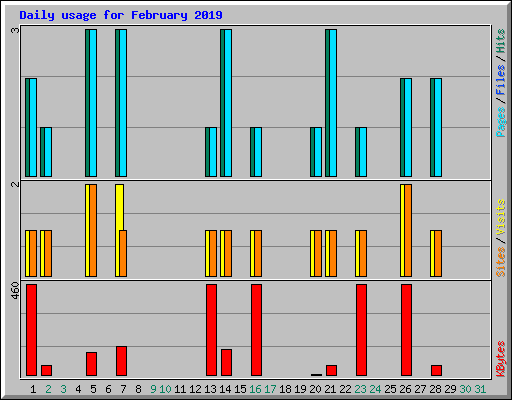 Daily usage for February 2019
3
Pages / Files / Hits
2
Sites / Visits
460
KBytes
1 2 3 4 5 6 7 8 9 10 11 12 13 14 15 16 17 18 19 20 21 22 23 24 25 26 27 28 29 30 31